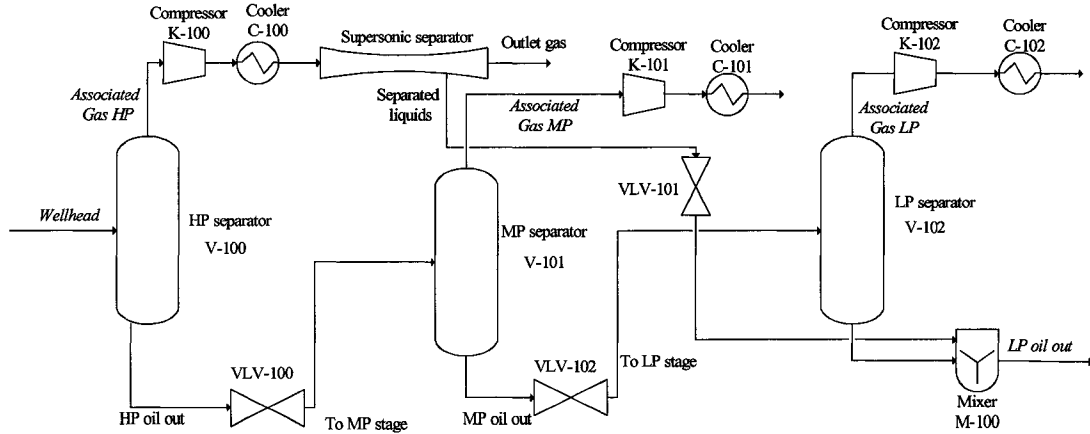 Compressor
K-100
Cooler
C-100
Supersonic separator
Outlet gas
Compressor
K-101
Cooler
C-101
Compressor
K-102
Cooler
C-102
Associated
Gas HP
Separated
liquids
Associated
Gas MP
Associated
Gas LP
Wellhead
HP separator
V-100
MP separator
V-101
VLV-101
LP separator
V-102
VLV-100
HP oil out
To MP stage
VLV-102
MP oil out
To LP stage
LP oil out
Mixer
M-100